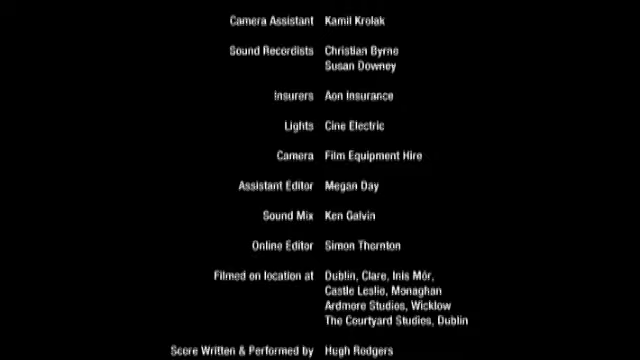 Camera Assistant Kamil Krolak
Sound Recordists Christian Byrne
Susan Downey
Insurers Aon Insurance
Lights Cine Electric
Camera Film Equipment Hire
Assistant Editor Megan Day
Sound Mix Ken Galvin
Online Editor Simon Thornton
Filmed on location at Dublin, Clare, Inis Mór,
Castle Leslie, Monaghan
Ardmore Studies, Wicklow
The Courtyard Studies, Dublin
Score Written & Performed by Hugh Rodgers